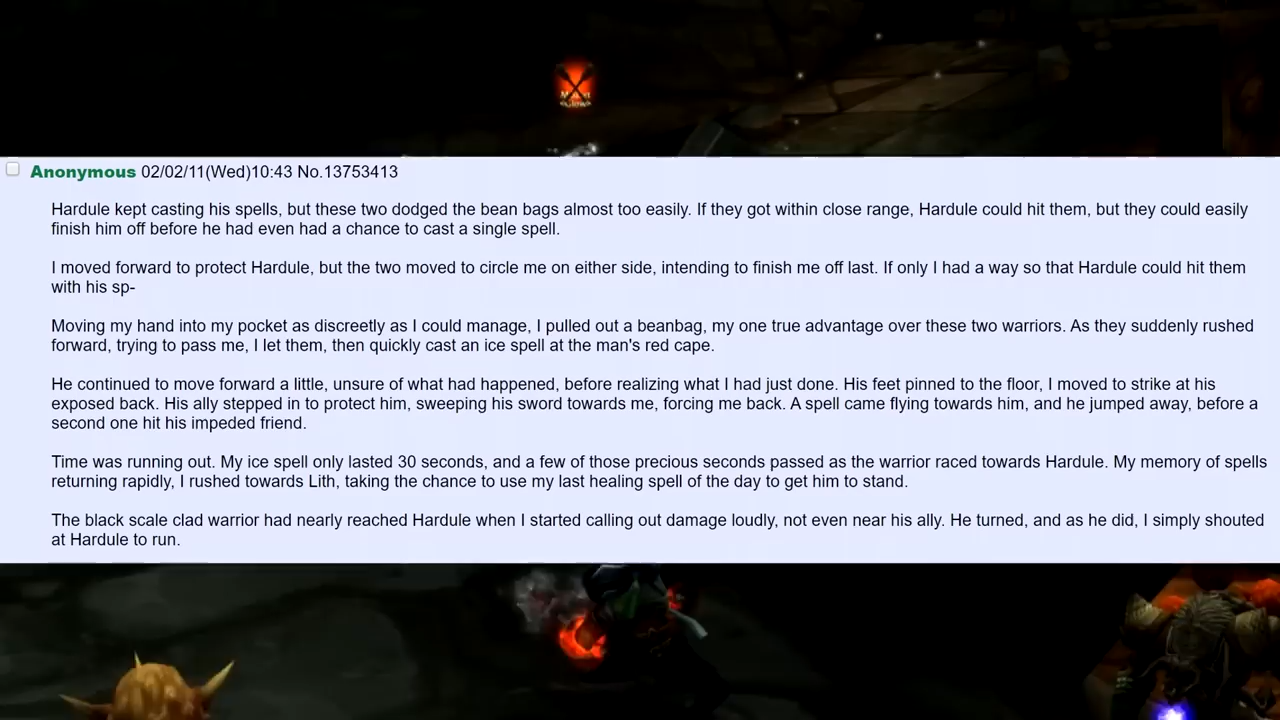 Anonymous 02/02/11(Wed)10:43 No.13753413
Hardule kept casting his spells, but these two dodged the bean bags almost too easily. If they got within close range, Hardule could hit them, but they could easily
finish him off before he had even had a chance to cast a single spell.
I moved forward to protect Hardule, but the two moved to circle me on either side, intending to finish me off last. If only I had a way so that Hardule could hit them
with his sp-
Moving my hand into my pocket as discreetly as I could manage, I pulled out a beanbag, my one true advantage over these two warriors. As they suddenly rushed
forward, trying to pass me, I let them, then quickly cast an ice spell at the man's red cape.
He continued to move forward a little, unsure of what had happened, before realizing what I had just done. His feet pinned to the floor, I moved to strike at his
exposed back. His ally stepped in to protect him, sweeping his sword towards me, forcing me back. A spell came flying towards him, and he jumped away, before a
second one hit his impeded friend.
Time was running out. My ice spell only lasted 30 seconds, and a few of those precious seconds passed as the warrior raced towards Hardule. My memory of spells
returning rapidly, I rushed towards Lith, taking the chance to use my last healing spell of the day to get him to stand.
The black scale clad warrior had nearly reached Hardule when I started calling out damage loudly, not even near his ally. He turned, and as he did, I simply shouted
at Hardule to run.